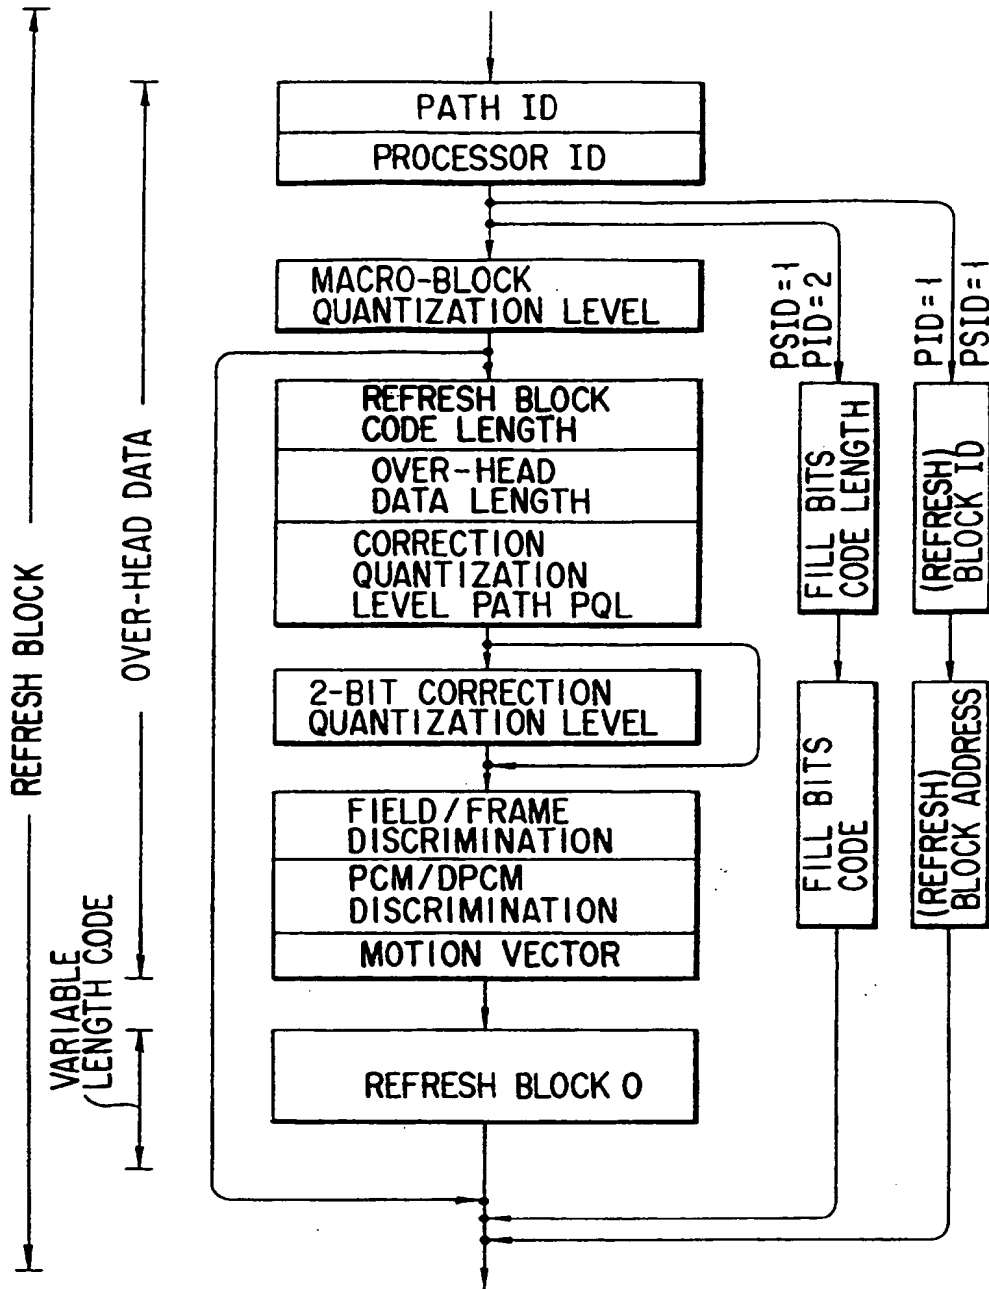 PATH ID
PROCESSOR ID
MACRO-BLOCK
QUANTIZATION LEVEL
REFRESH BLOCK
CODE LENGTH
OVER-HEAD
DATA LENGTH
CORRECTION
QUANTIZATION
LEVEL PATH PQL
2-BIT CORRECTION
QUANTIZATION LEVEL
FIELD/FRAME
DISCRIMINATION
PCM/DPCM
DISCRIMINATION
MOTION VECTOR
REFRESH BLOCK 0
REFRESH BLOCK
OVER-HEAD DATA
VARIABLE
LENGTH CODE
PSID=1
PID=2
FILL BITS
CODE LENGTH
FILL BITS
CODE
PID=1
PSID=1
(REFRESH)
BLOCK ID
(REFRESH)
BLOCK ADDRESS